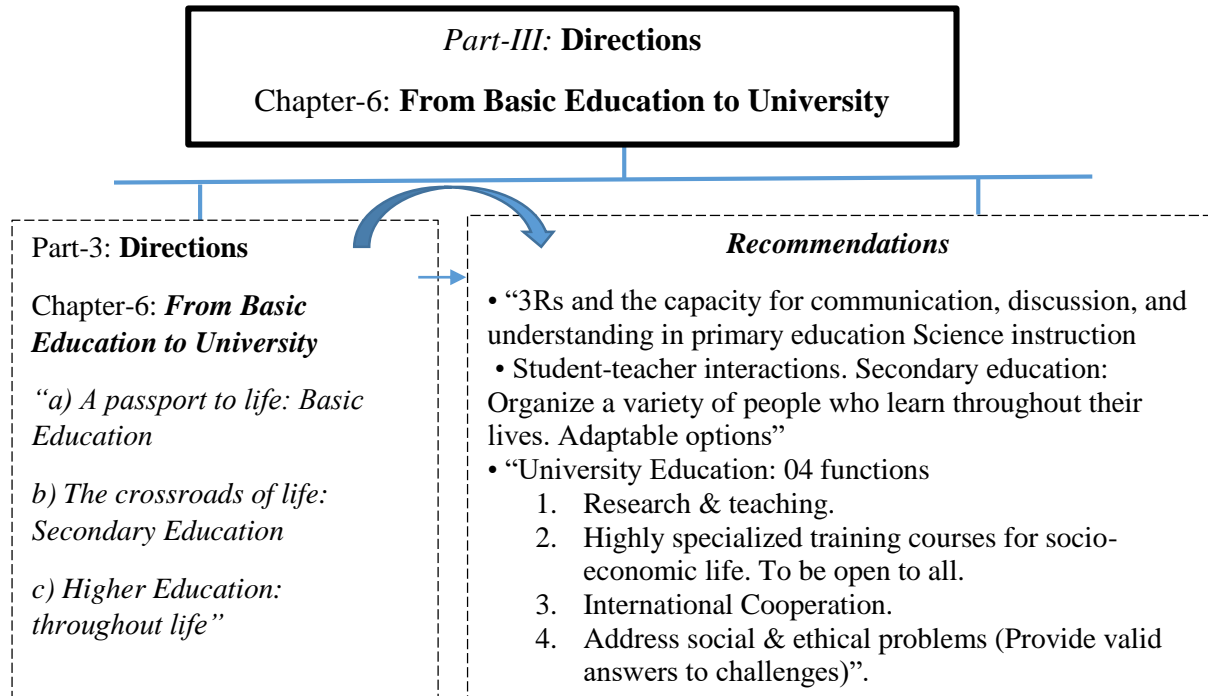 Part-III: Directions
Chapter-6: From Basic Education to University
Part-3: Directions
Chapter-6: From Basic
Education to University
“a) A passport to life: Basic
Education
b) The crossroads of life:
Secondary Education
c) Higher Education:
throughout life”
Recommendations
• “3Rs and the capacity for communication, discussion, and
understanding in primary education Science instruction
• Student-teacher interactions. Secondary education:
Organize a variety of people who learn throughout their
lives. Adaptable options”
• “University Education: 04 functions
1. Research & teaching.
2. Highly specialized training courses for socio-
economic life. To be open to all.
3. International Cooperation.
4. Address social & ethical problems (Provide valid
answers to challenges)”.